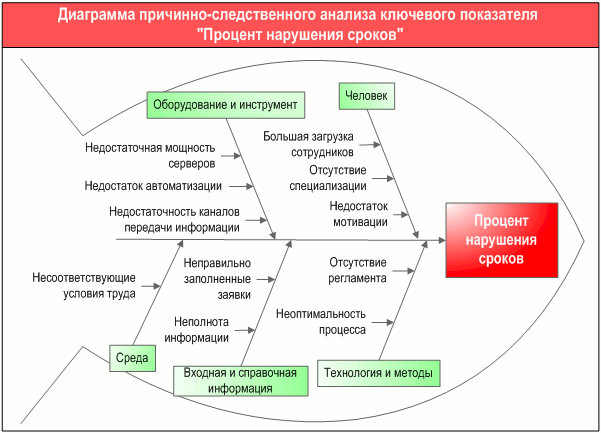 Диаграмма причинно-следственного анализа ключевого показателя
"Процент нарушения сроков"
Оборудование и инструмент
Человек
Недостаточная мощность
серверов
Недостаток автоматизации
Недостаточность каналов
передачи информации
Большая загрузка
сотрудников
Отсутствие
специализации
Недостаток
мотивации
Процент
нарушения
сроков
Несоответствующие
условия труда
Неправильно
заполненные
заявки
Неполнота
информации
Отсутствие
регламента
Неоптимальность
процесса
Среда
Входная и справочная
информация
Технология и методы